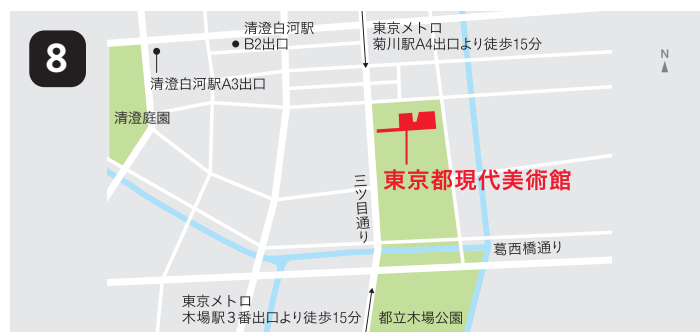 8
清澄白河駅
B2出口
東京メトロ
菊川駅A4出口より徒歩15分
N
清澄白河駅A3出口
清澄庭園
東京都現代美術館
三ツ目通り
葛西橋通り
東京メトロ
木場駅3番出口より徒歩15分
都立木場公園